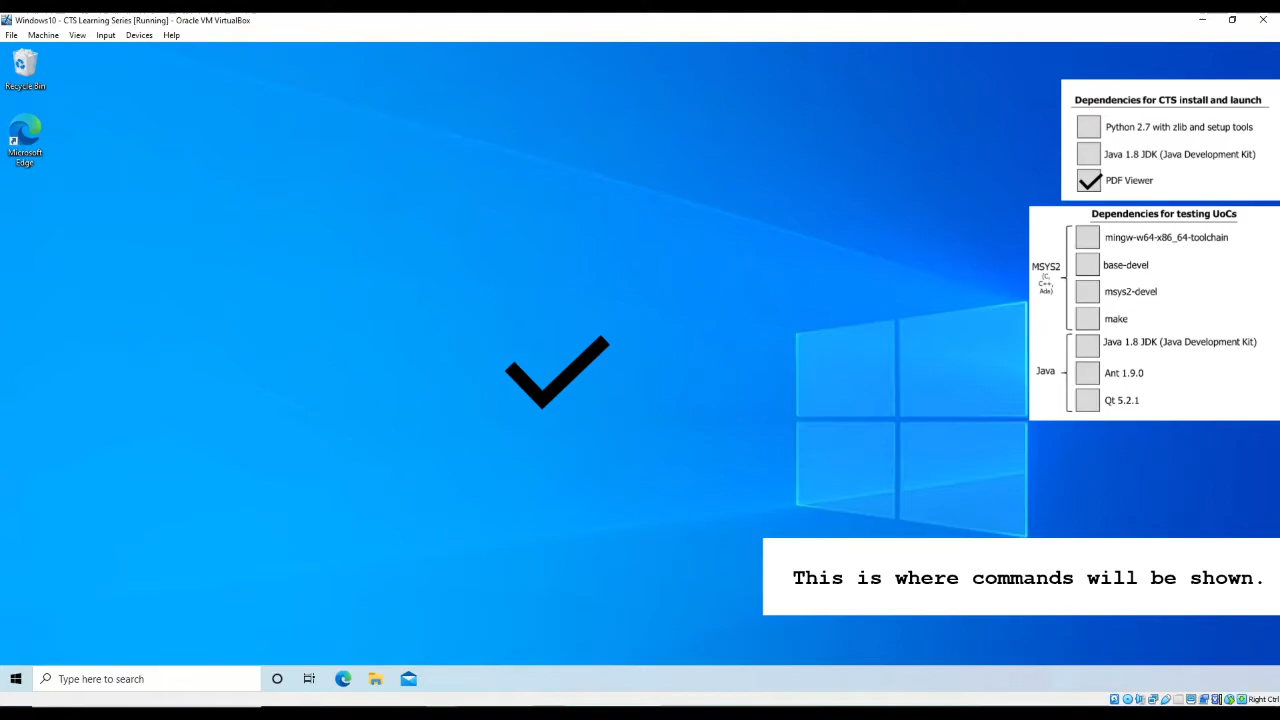 Windows10 - CTS Learning Series [Running] - Oracle VM VirtualBox
File Machine View Input Devices Help
Recycle Bin
Microsoft
Edge
Dependencies for CTS install and launch
Python 2.7 with zlib and setup tools
Java 1.8 JDK (Java Development Kit)
PDF Viewer
Dependencies for testing UoCs
MSYS2
(C,
C++,
Ada)
mingw-w64-x86_64-toolchain
base-devel
msys2-devel
make
Java
Java 1.8 JDK (Java Development Kit)
Ant 1.9.0
Qt 5.2.1
This is where commands will be shown.
Type here to search
Right Ctrl